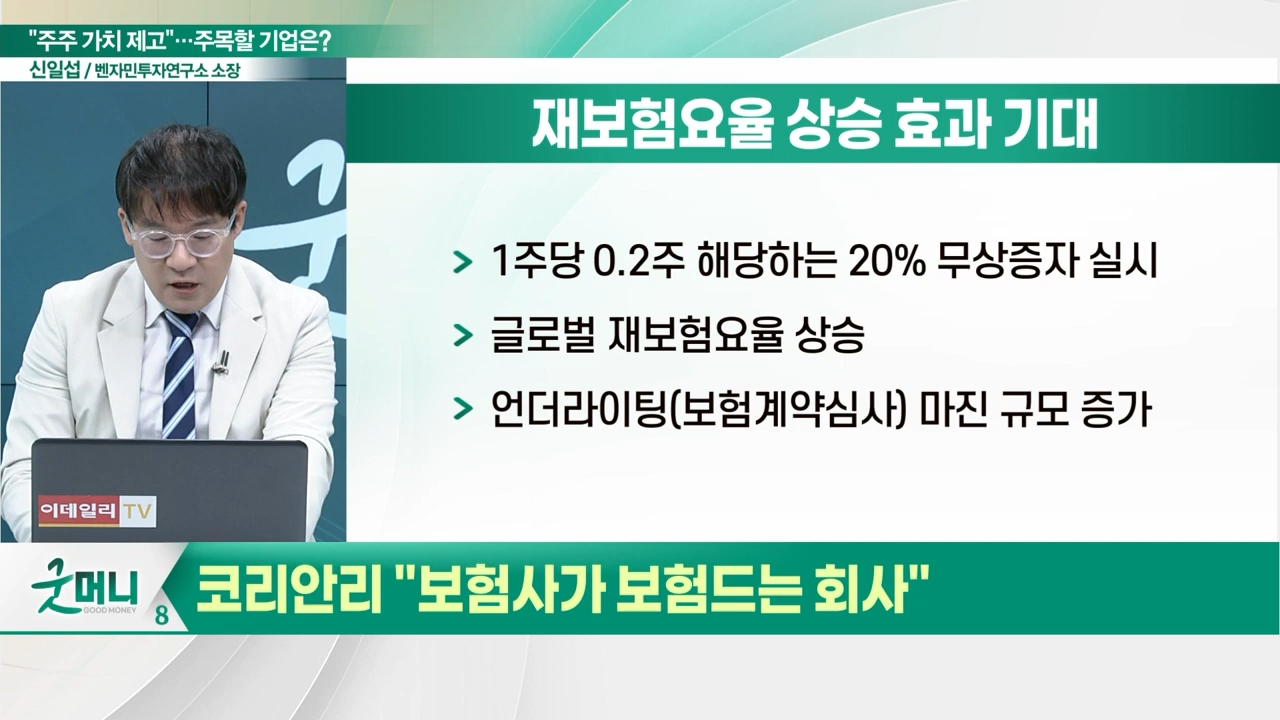 "주주 가치 제고"…주목할 기업은?
신일섭 / 벤자민투자연구소 소장
재보험요율 상승 효과 기대
> 1주당 0.2주 해당하는 20% 무상증자 실시
> 글로벌 재보험요율 상승
> 언더라이팅(보험계약심사) 마진 규모 증가
이데일리 TV
굿머니
GOOD MONEY
8
코리안리 "보험사가 보험드는 회사"